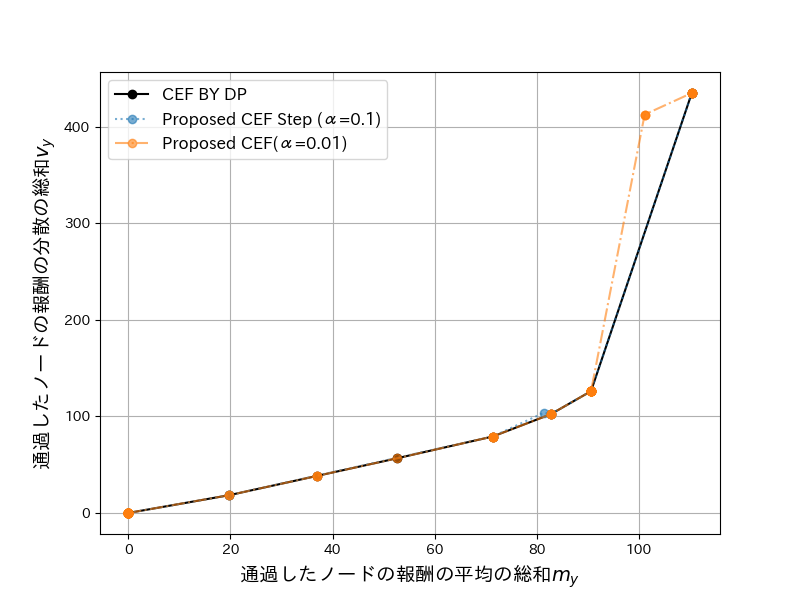 CEF BY DP
Proposed CEF Step (α=0.1)
Proposed CEF(α=0.01)
400
300
200
100
0
通過したノードの報酬の分散の総和v_y
0 20 40 60 80 100
通過したノードの報酬の平均の総和m_y